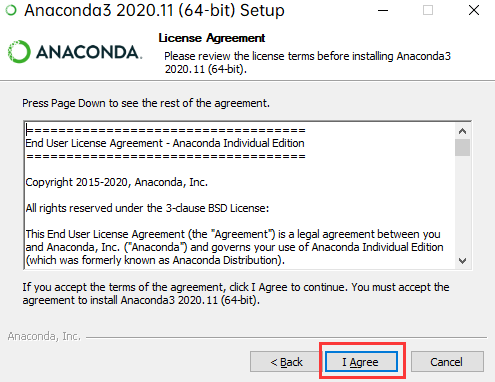 Anaconda3 2020.11 (64-bit) Setup
ANACONDA.
License Agreement
Please review the license terms before installing Anaconda3
2020.11 (64-bit).
Press Page Down to see the rest of the agreement.
===================================
End User License Agreement - Anaconda Individual Edition
===================================
Copyright 2015-2020, Anaconda, Inc.
All rights reserved under the 3-clause BSD License:
This End User License Agreement (the "Agreement") is a legal agreement between you
and Anaconda, Inc. ("Anaconda") and governs your use of Anaconda Individual Edition
(which was formerly known as Anaconda Distribution).
If you accept the terms of the agreement, click I Agree to continue. You must accept the
agreement to install Anaconda3 2020.11 (64-bit).
Anaconda, Inc.
< Back
I Agree
Cancel